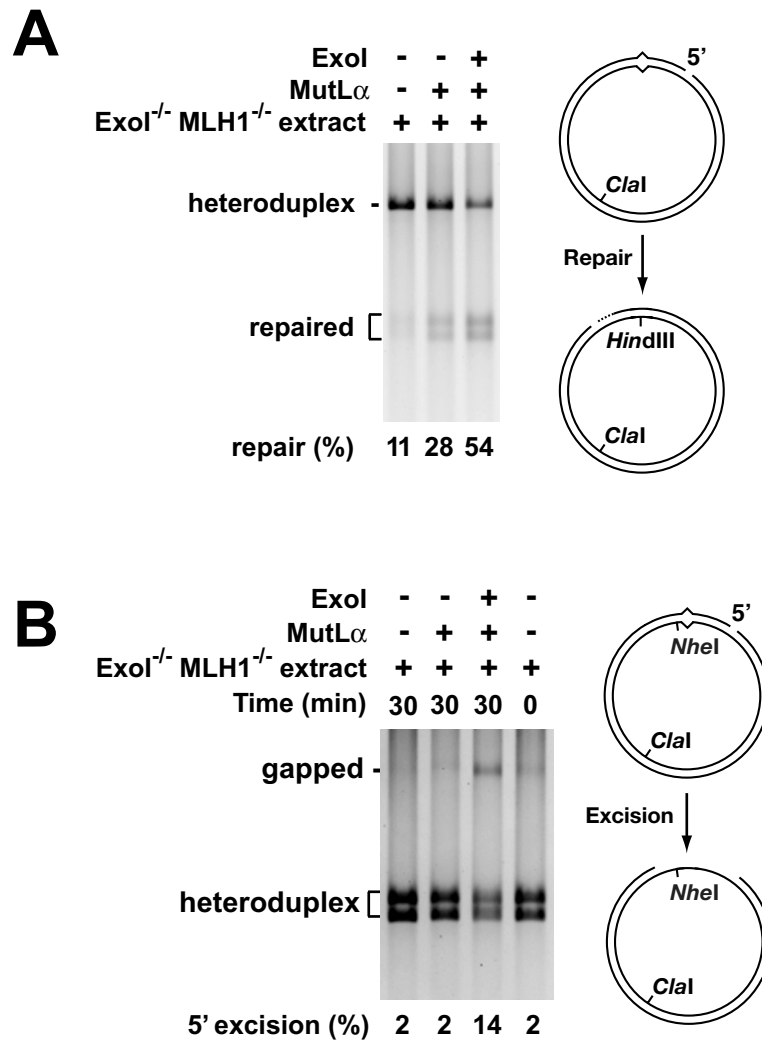 A
ExoI - - +
MutLα - + +
ExoI-/- MLH1-/- extract + + +
heteroduplex -
repaired
repair (%) 11 28 54
5'
ClaI
Repair
HindIII
ClaI
B
ExoI - - + -
MutLα - + + -
ExoI-/- MLH1-/- extract + + + +
Time (min) 30 30 30 0
gapped -
heteroduplex
5' excision (%) 2 2 14 2
5'
NheI
ClaI
Excision
NheI
ClaI